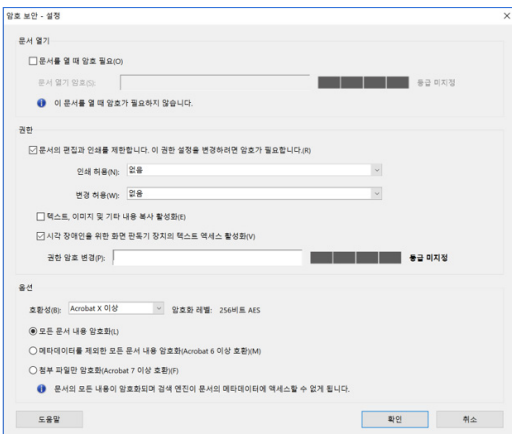 암호 보안 - 설정
문서 열기
문서를 열 때 암호 필요(O)
문서 열기 암호(S): 등급 미지정
이 문서를 열 때 암호가 필요하지 않습니다.
권한
문서의 편집과 인쇄를 제한합니다. 이 권한 설정을 변경하려면 암호가 필요합니다.(R)
인쇄 허용(N): 없음
변경 허용(W): 없음
텍스트, 이미지 및 기타 내용 복사 활성화(E)
시각 장애인을 위한 화면 판독기 장치의 텍스트 액세스 활성화(V)
권한 암호 변경(P): 등급 미지정
옵션
호환성(B): Acrobat X 이상 암호화 레벨: 256비트 AES
모든 문서 내용 암호화(L)
메타데이터를 제외한 모든 문서 내용 암호화(Acrobat 6 이상 호환)(M)
첨부 파일만 암호화(Acrobat 7 이상 호환)(F)
문서의 모든 내용이 암호화되며 검색 엔진이 문서의 메타데이터에 액세스할 수 없게 됩니다.
도움말 확인 취소